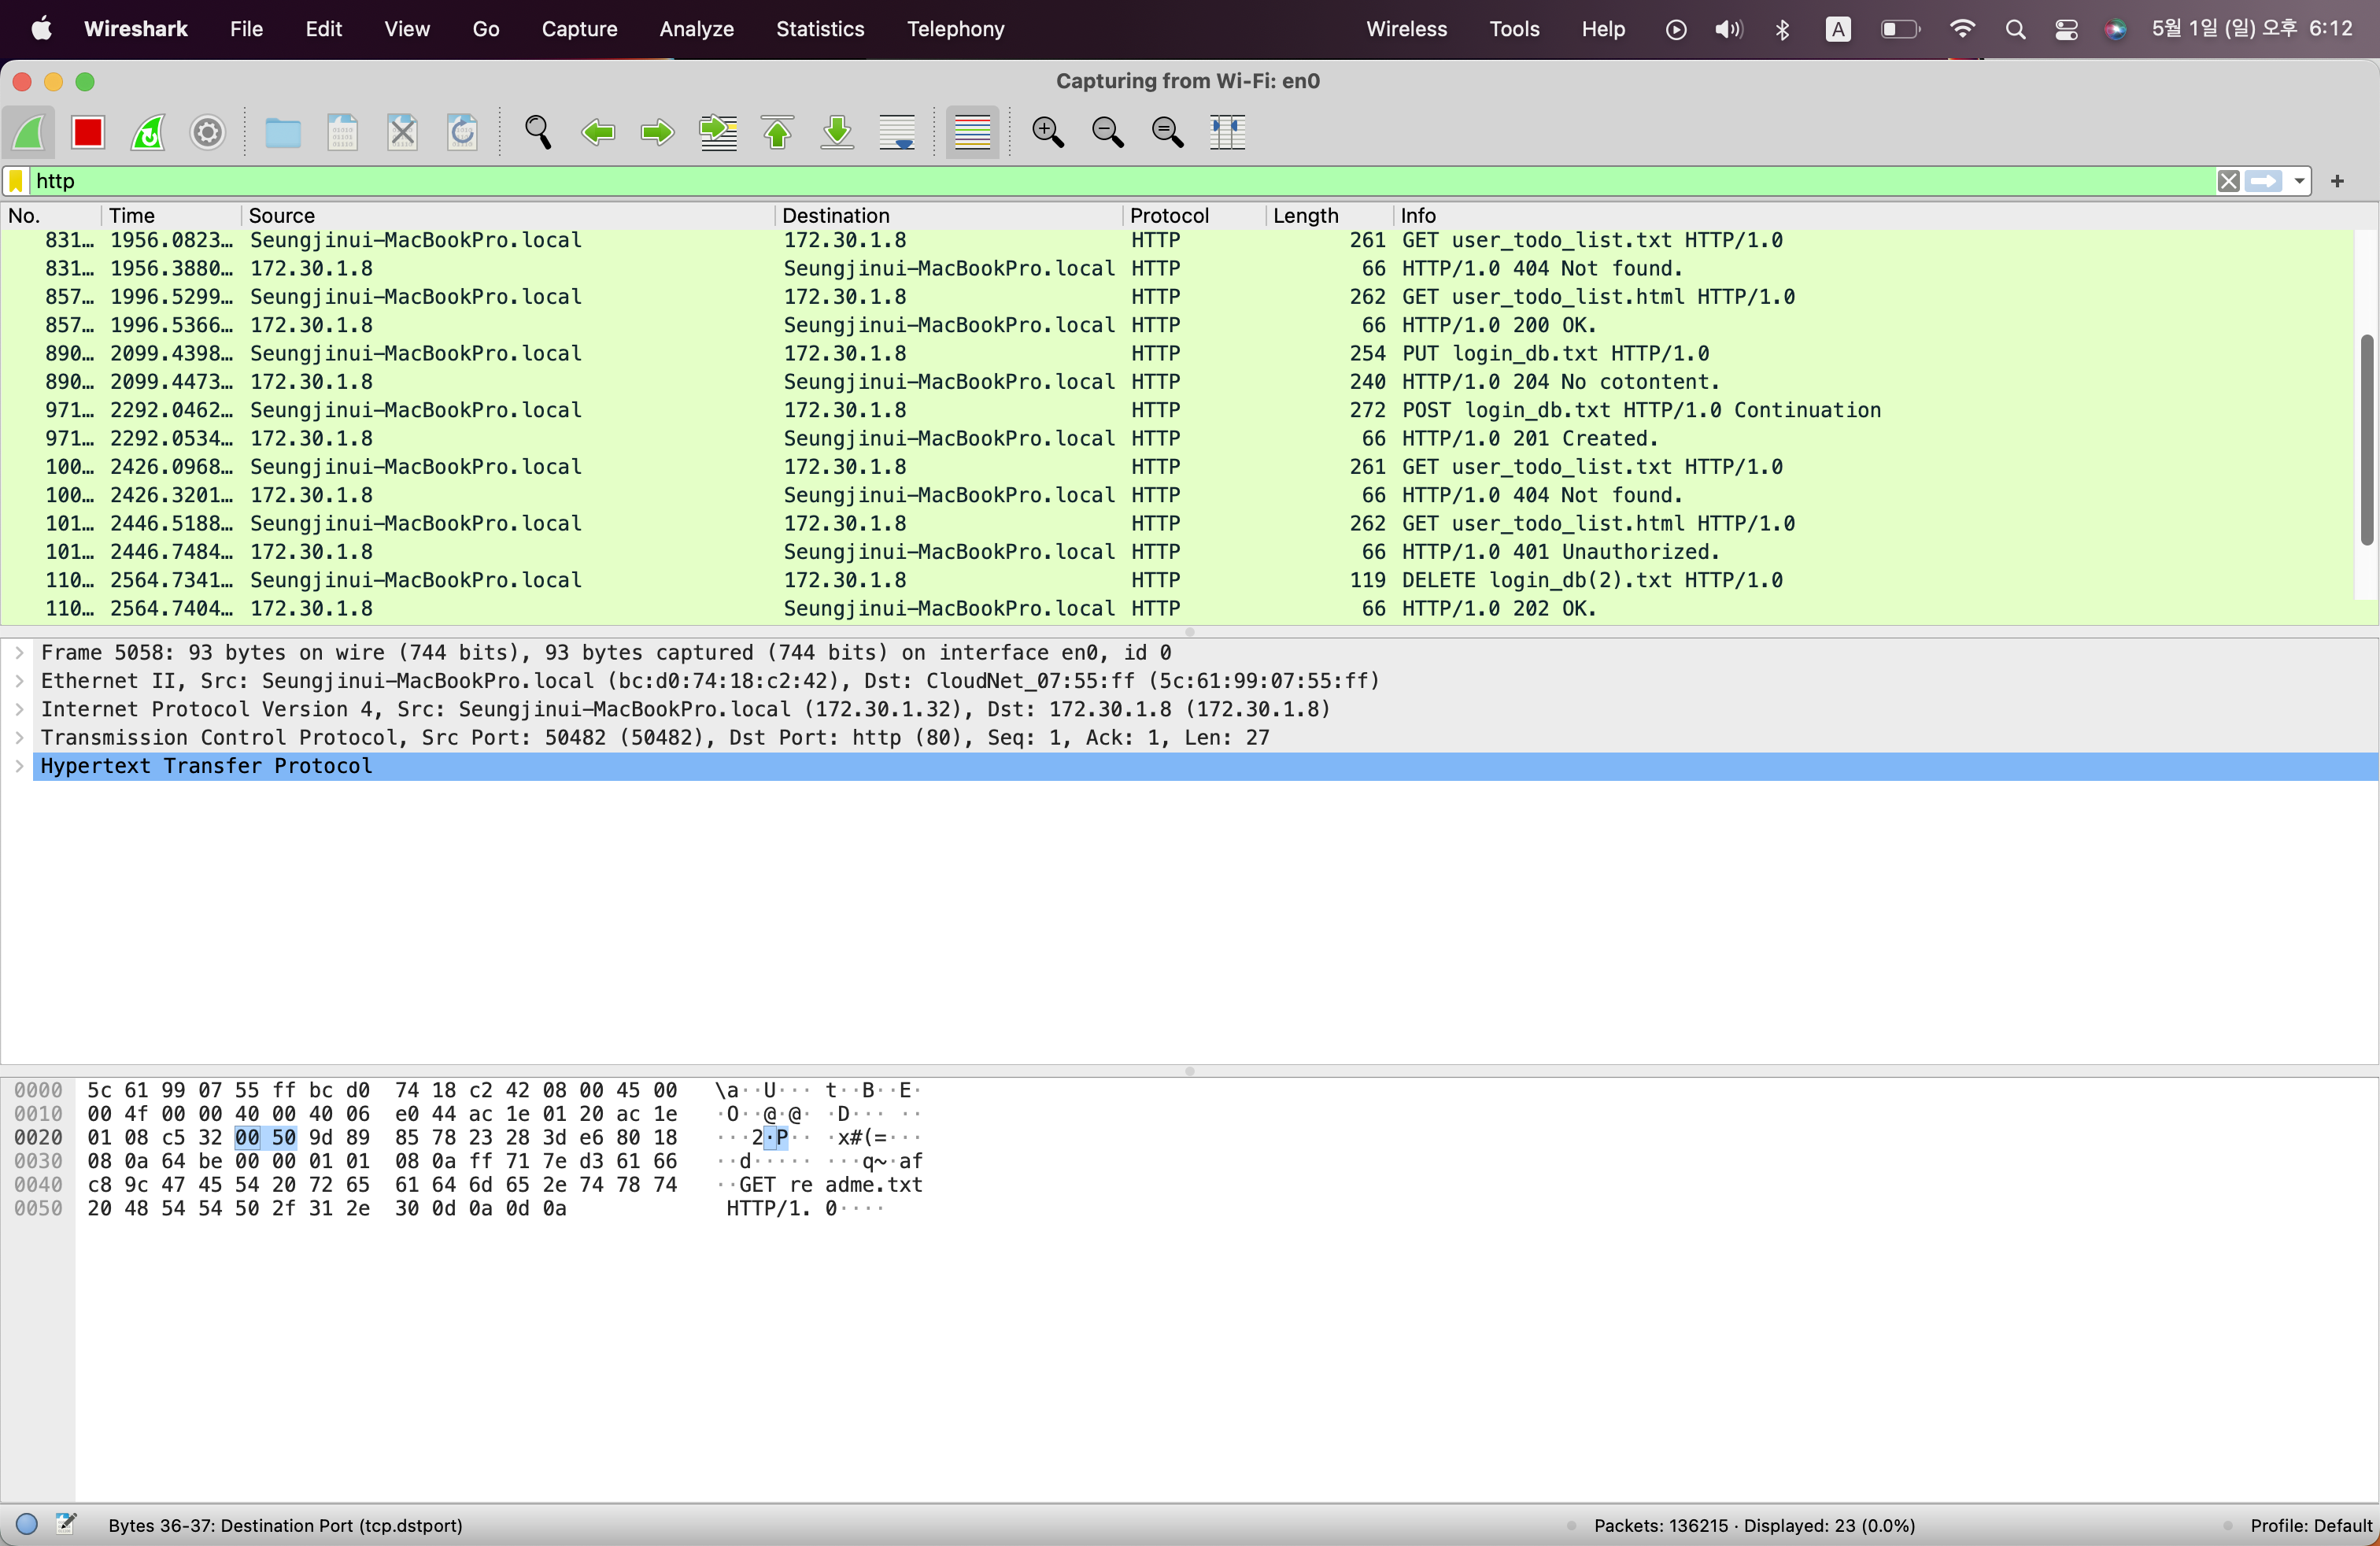 Wireshark File Edit View Go Capture Analyze Statistics Telephony Wireless Tools Help A 5월 1일 (일) 오후 6:12
Capturing from Wi-Fi: en0
http
No. Time Source Destination Protocol Length Info
831… 1956.0823… Seungjinui-MacBookPro.local 172.30.1.8 HTTP 261 GET user_todo_list.txt HTTP/1.0
831… 1956.3880… 172.30.1.8 Seungjinui-MacBookPro.local HTTP 66 HTTP/1.0 404 Not found.
857… 1996.5299… Seungjinui-MacBookPro.local 172.30.1.8 HTTP 262 GET user_todo_list.html HTTP/1.0
857… 1996.5366… 172.30.1.8 Seungjinui-MacBookPro.local HTTP 66 HTTP/1.0 200 OK.
890… 2099.4398… Seungjinui-MacBookPro.local 172.30.1.8 HTTP 254 PUT login_db.txt HTTP/1.0
890… 2099.4473… 172.30.1.8 Seungjinui-MacBookPro.local HTTP 240 HTTP/1.0 204 No cotontent.
971… 2292.0462… Seungjinui-MacBookPro.local 172.30.1.8 HTTP 272 POST login_db.txt HTTP/1.0 Continuation
971… 2292.0534… 172.30.1.8 Seungjinui-MacBookPro.local HTTP 66 HTTP/1.0 201 Created.
100… 2426.0968… Seungjinui-MacBookPro.local 172.30.1.8 HTTP 261 GET user_todo_list.txt HTTP/1.0
100… 2426.3201… 172.30.1.8 Seungjinui-MacBookPro.local HTTP 66 HTTP/1.0 404 Not found.
101… 2446.5188… Seungjinui-MacBookPro.local 172.30.1.8 HTTP 262 GET user_todo_list.html HTTP/1.0
101… 2446.7484… 172.30.1.8 Seungjinui-MacBookPro.local HTTP 66 HTTP/1.0 401 Unauthorized.
110… 2564.7341… Seungjinui-MacBookPro.local 172.30.1.8 HTTP 119 DELETE login_db(2).txt HTTP/1.0
110… 2564.7404… 172.30.1.8 Seungjinui-MacBookPro.local HTTP 66 HTTP/1.0 202 OK.
Frame 5058: 93 bytes on wire (744 bits), 93 bytes captured (744 bits) on interface en0, id 0
Ethernet II, Src: Seungjinui-MacBookPro.local (bc:d0:74:18:c2:42), Dst: CloudNet_07:55:ff (5c:61:99:07:55:ff)
Internet Protocol Version 4, Src: Seungjinui-MacBookPro.local (172.30.1.32), Dst: 172.30.1.8 (172.30.1.8)
Transmission Control Protocol, Src Port: 50482 (50482), Dst Port: http (80), Seq: 1, Ack: 1, Len: 27
Hypertext Transfer Protocol
0000 5c 61 99 07 55 ff bc d0 74 18 c2 42 08 00 45 00 \a··U··· t··B··E·
0010 00 4f 00 00 40 00 40 06 e0 44 ac 1e 01 20 ac 1e ·O··@·@· ·D··· ··
0020 01 08 c5 32 00 50 9d 89 85 78 23 28 3d e6 80 18 ···2·P·· ·x#(=···
0030 08 0a 64 be 00 00 01 01 08 0a ff 71 7e d3 61 66 ··d····· ···q~·af
0040 c8 9c 47 45 54 20 72 65 61 64 6d 65 2e 74 78 74 ··GET re adme.txt
0050 20 48 54 54 50 2f 31 2e 30 0d 0a 0d 0a HTTP/1. 0····
Bytes 36-37: Destination Port (tcp.dstport) Packets: 136215 · Displayed: 23 (0.0%) Profile: Default